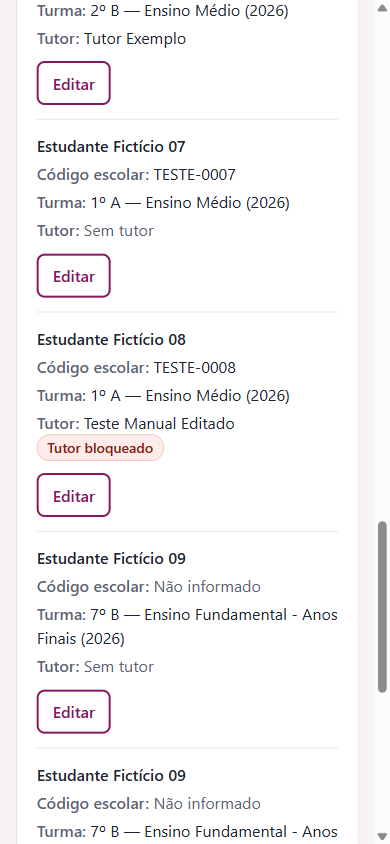 Turma: 2º B — Ensino Médio (2026)
Tutor: Tutor Exemplo
Editar
Estudante Fictício 07
Código escolar: TESTE-0007
Turma: 1º A — Ensino Médio (2026)
Tutor: Sem tutor
Editar
Estudante Fictício 08
Código escolar: TESTE-0008
Turma: 1º A — Ensino Médio (2026)
Tutor: Teste Manual Editado
Tutor bloqueado
Editar
Estudante Fictício 09
Código escolar: Não informado
Turma: 7º B — Ensino Fundamental - Anos
Finais (2026)
Tutor: Sem tutor
Editar
Estudante Fictício 09
Código escolar: Não informado
Turma: 7º B — Ensino Fundamental - Anos